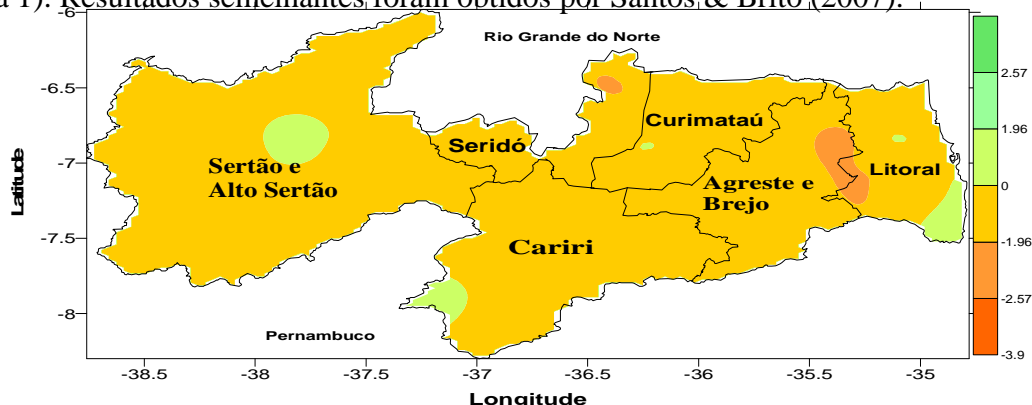 a 1). Resultados semelhantes foram obtidos por Santos & Brito (2007).
-6
Rio Grande do Norte
2.57
-6.5
Curimataú
1.96
Seridó
-7
Sertão e
Alto Sertão
Litoral
0
Agreste e
Brejo
Latitude
-7.5
Cariri
-1.96
-2.57
-8
Pernambuco
-3.9
-38.5 -38 -37.5 -37 -36.5 -36 -35.5 -35
Longitude